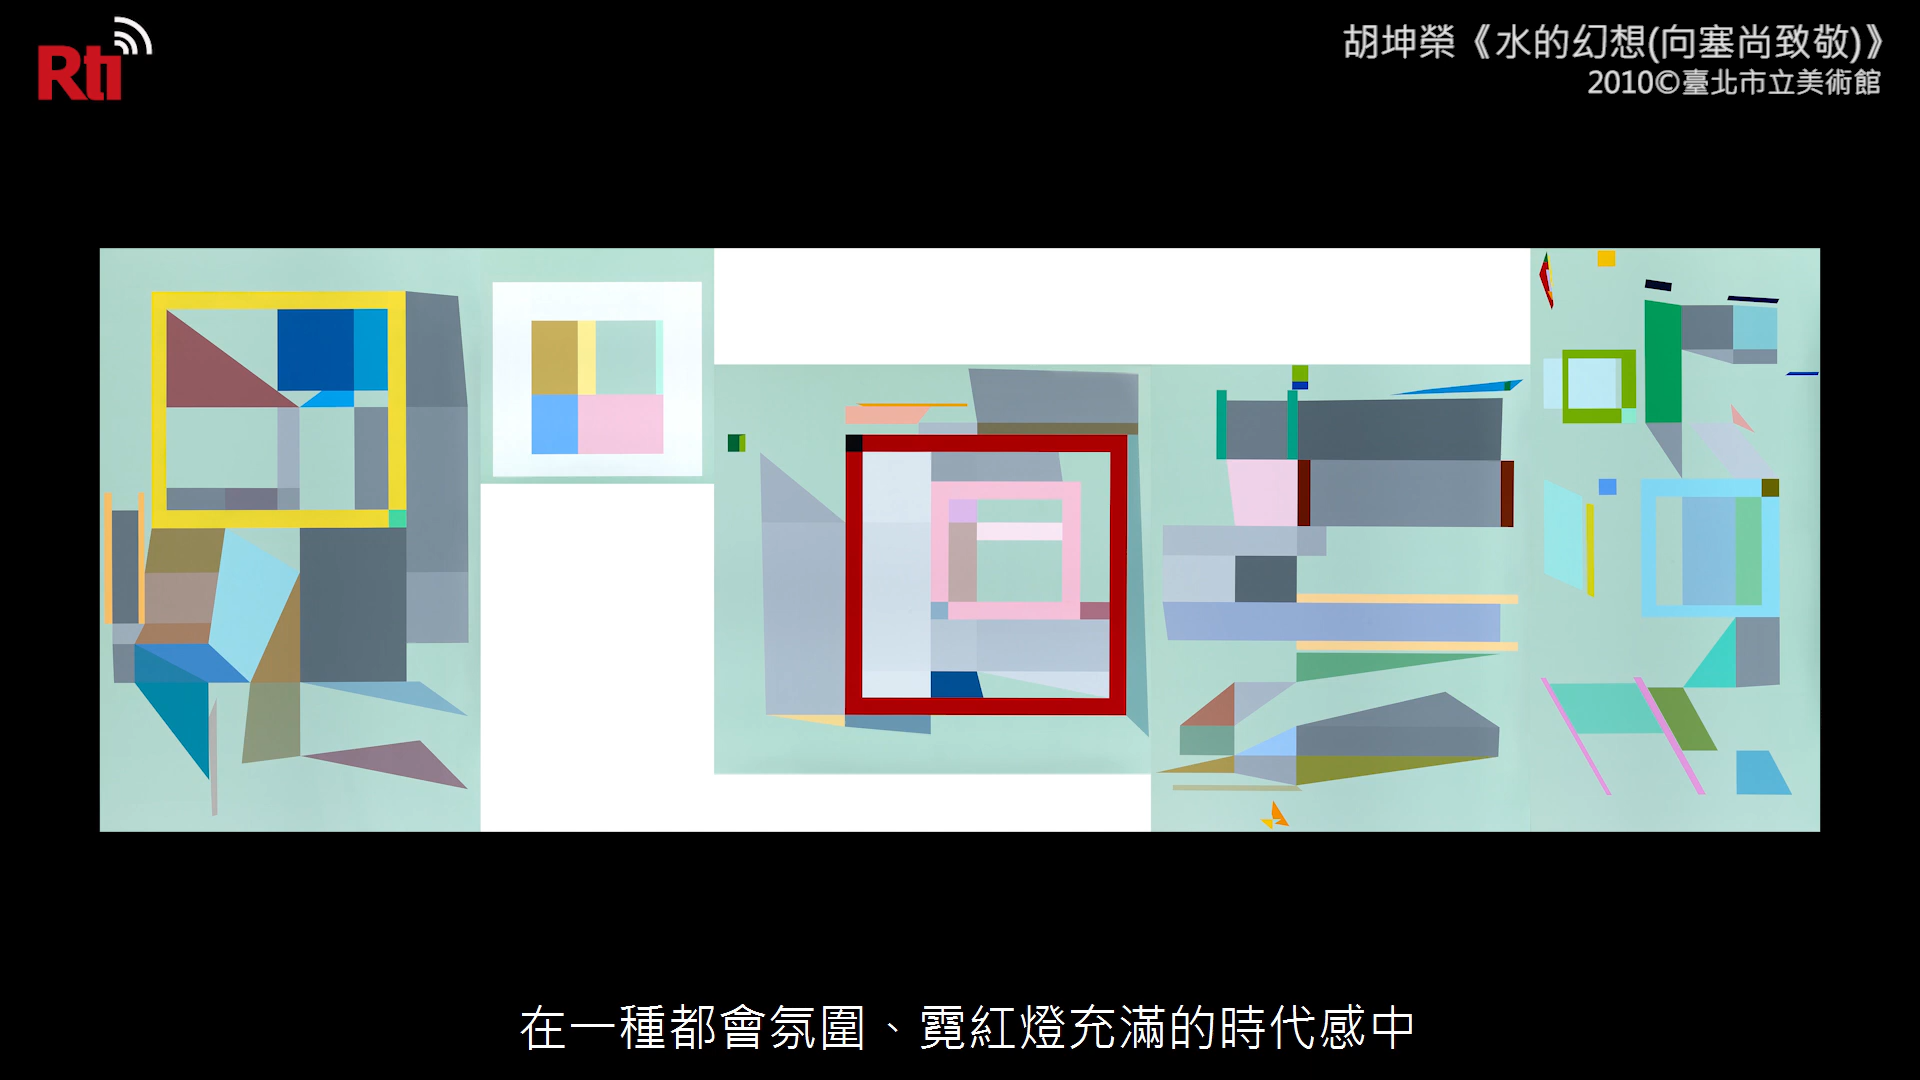 Rti
胡坤榮《水的幻想(向塞尚致敬)》
2010©臺北市立美術館
在一種都會氛圍、霓紅燈充滿的時代感中